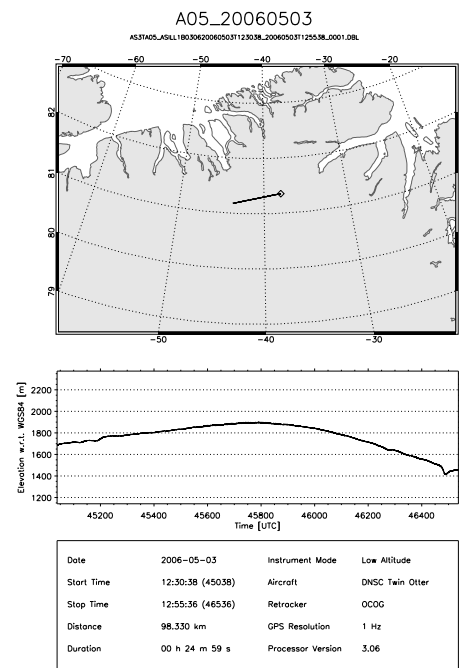 A05_20060503
AS3TA05_ASILL1B030620060503T123038_20060503T125538_0001.DBL
-70 -60 -50 -40 -30 -20
82
81
80
79
-50 -40 -30
Elevation w.r.t. WGS84 [m]
2200
2000
1800
1600
1400
1200
45200 45400 45600 45800 46000 46200 46400
Time [UTC]
Date 2006-05-03 Instrument Mode Low Altitude
Start Time 12:30:38 (45038) Aircraft DNSC Twin Otter
Stop Time 12:55:36 (46536) Retracker OCOG
Distance 98.330 km GPS Resolution 1 Hz
Duration 00 h 24 m 59 s Processor Version 3.06